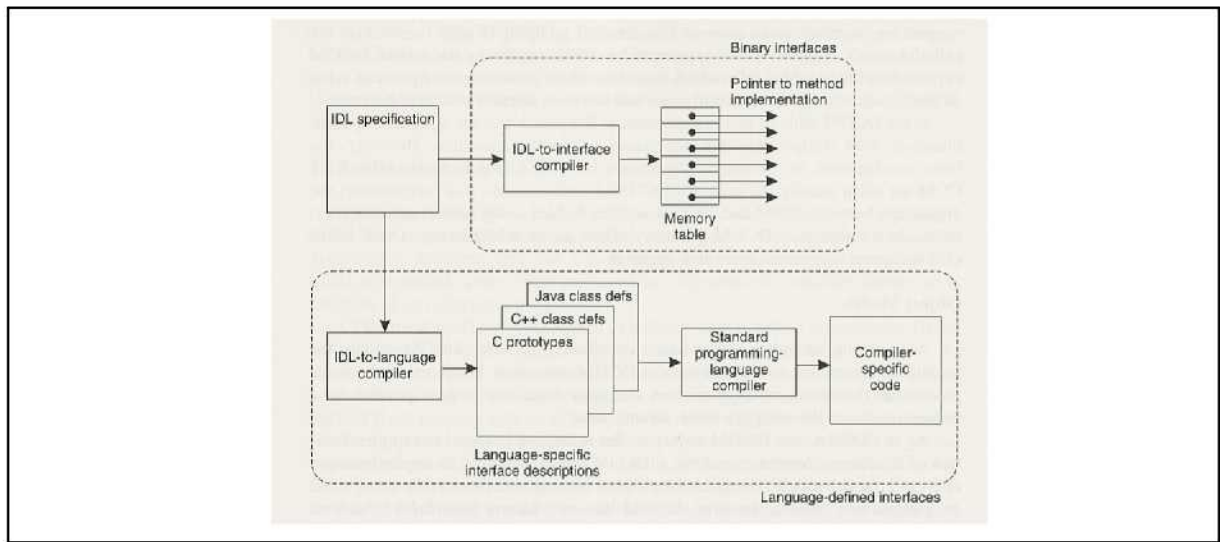 Binary interfaces
Pointer to method
implementation
IDL specification
IDL-to-interface
compiler
Memory
table
Java class defs
C++ class defs
C prototypes
IDL-to-language
compiler
Standard
programming-
language
compiler
Compiler-
specific
code
Language-specific
interface descriptions
Language-defined interfaces